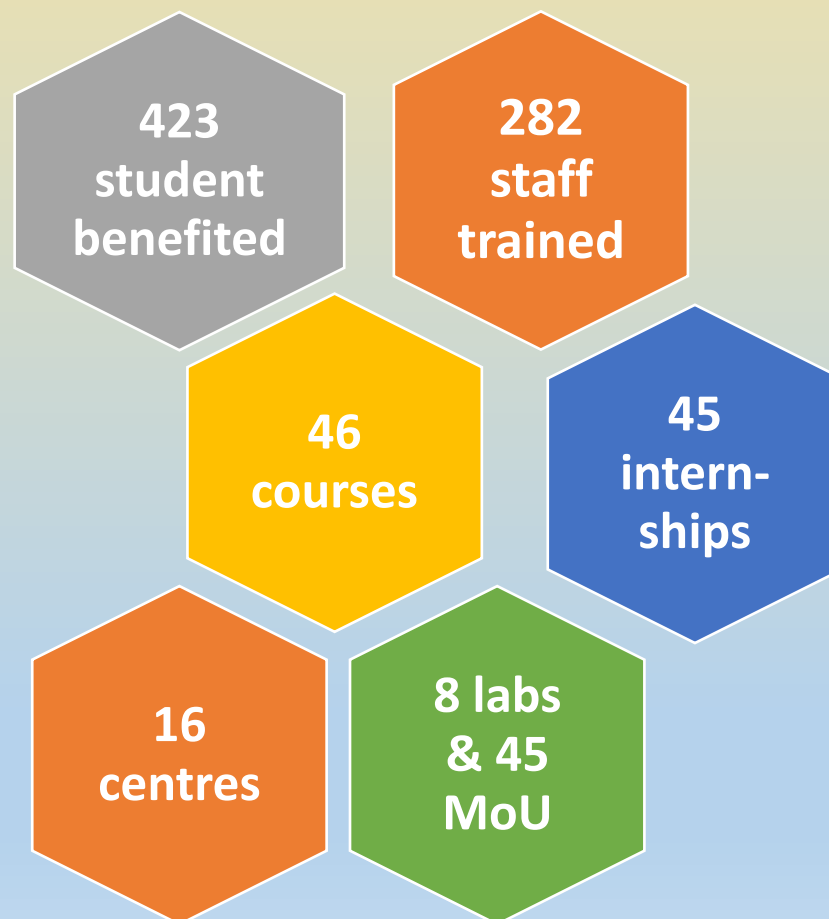 423
student
benefited
282
staff
trained
46
courses
45
intern-
ships
16
centres
8 labs
& 45
MoU